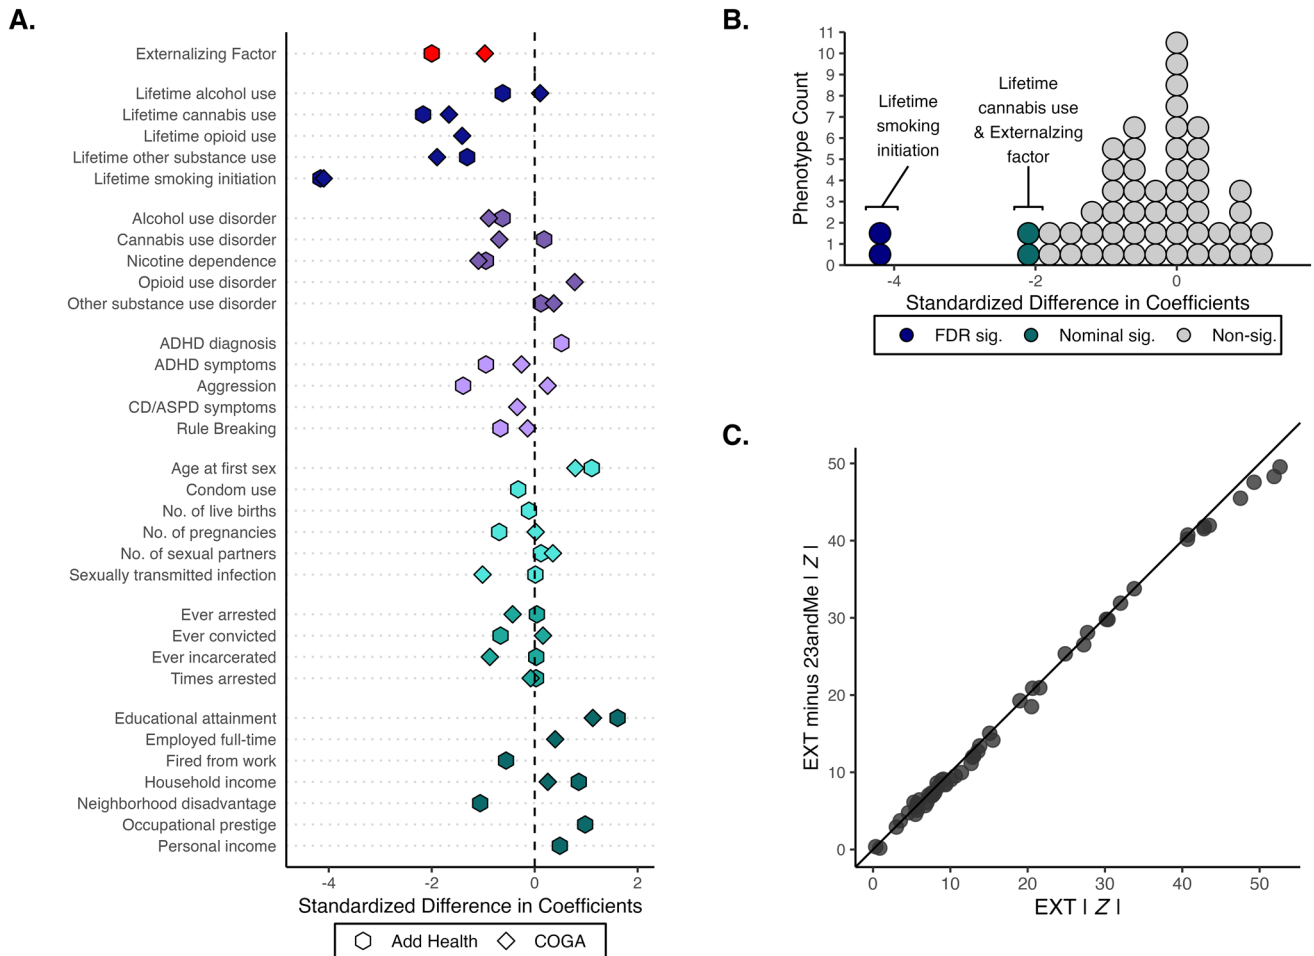 A.
Externalizing Factor
Lifetime alcohol use
Lifetime cannabis use
Lifetime opioid use
Lifetime other substance use
Lifetime smoking initiation
Alcohol use disorder
Cannabis use disorder
Nicotine dependence
Opioid use disorder
Other substance use disorder
ADHD diagnosis
ADHD symptoms
Aggression
CD/ASPD symptoms
Rule Breaking
Age at first sex
Condom use
No. of live births
No. of pregnancies
No. of sexual partners
Sexually transmitted infection
Ever arrested
Ever convicted
Ever incarcerated
Times arrested
Educational attainment
Employed full-time
Fired from work
Household income
Neighborhood disadvantage
Occupational prestige
Personal income
-4 -2 0 2
Standardized Difference in Coefficients
Add Health COGA
B.
Phenotype Count
11
10
9
8
7
6
5
4
3
2
1
0
Lifetime
smoking
initiation
Lifetime
cannabis use
& Externalzing
factor
-4 -2 0
Standardized Difference in Coefficients
FDR sig. Nominal sig. Non-sig.
C.
EXT minus 23andMe | Z |
50
40
30
20
10
0
0 10 20 30 40 50
EXT | Z |